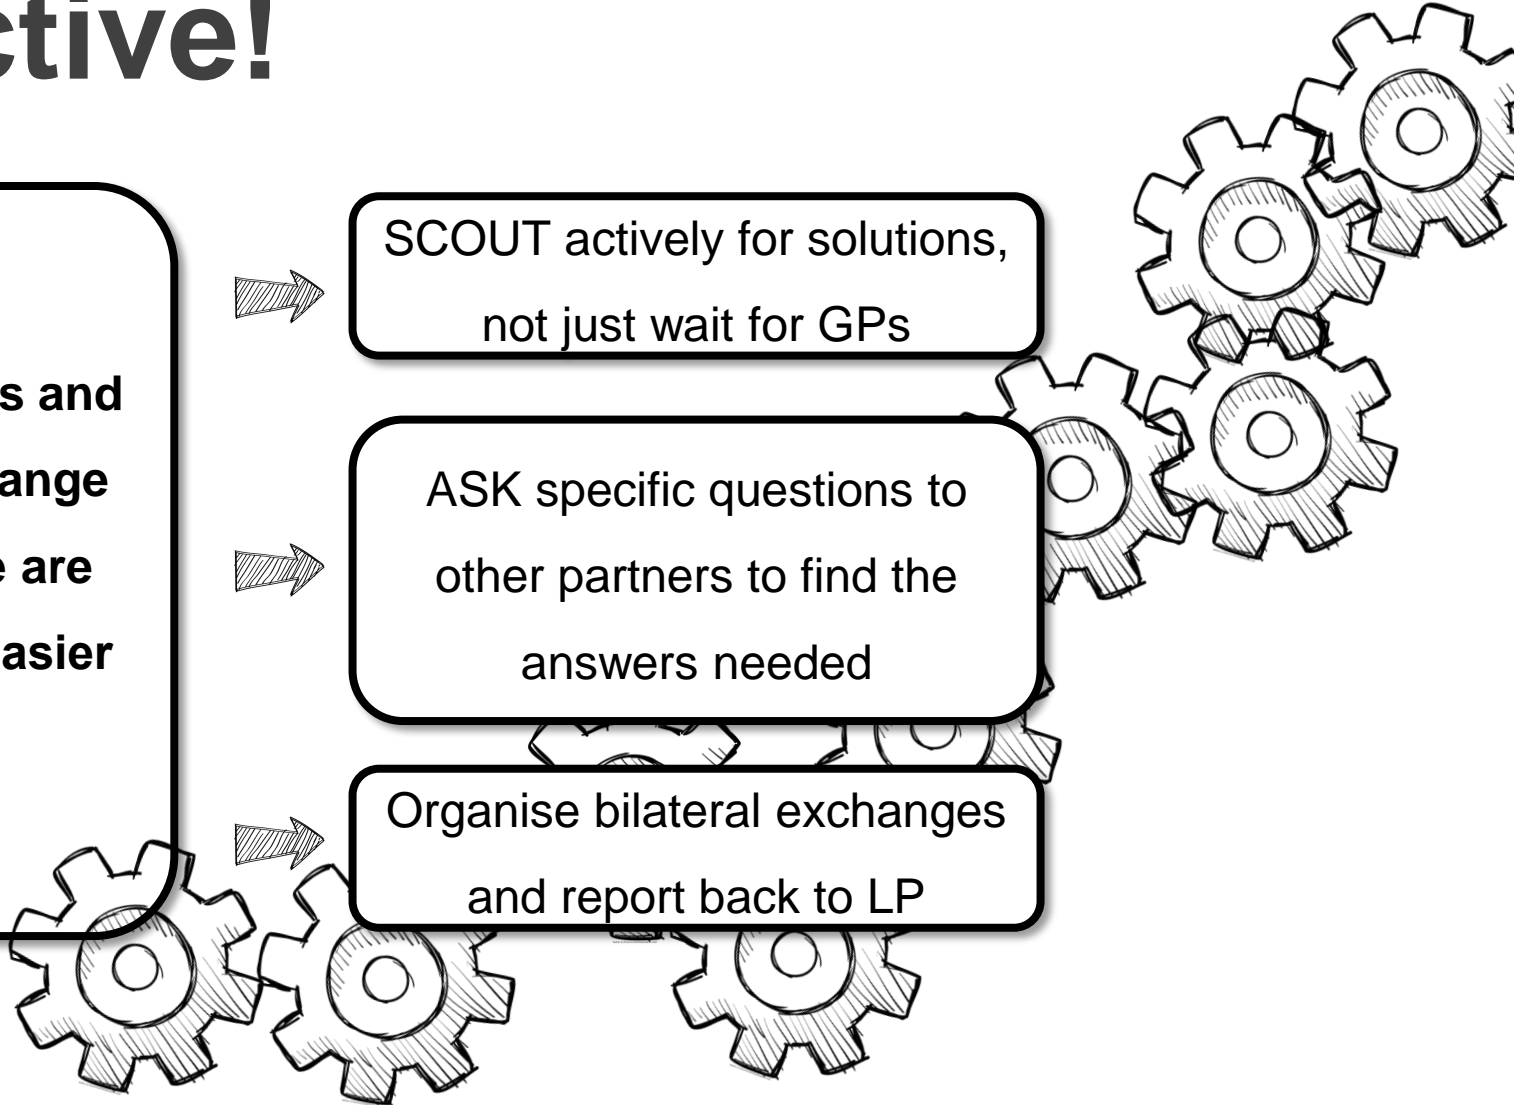 ctive!
s and
ange
e are
asier
SCOUT actively for solutions,
not just wait for GPs
ASK specific questions to
other partners to find the
answers needed
Organise bilateral exchanges
and report back to LP